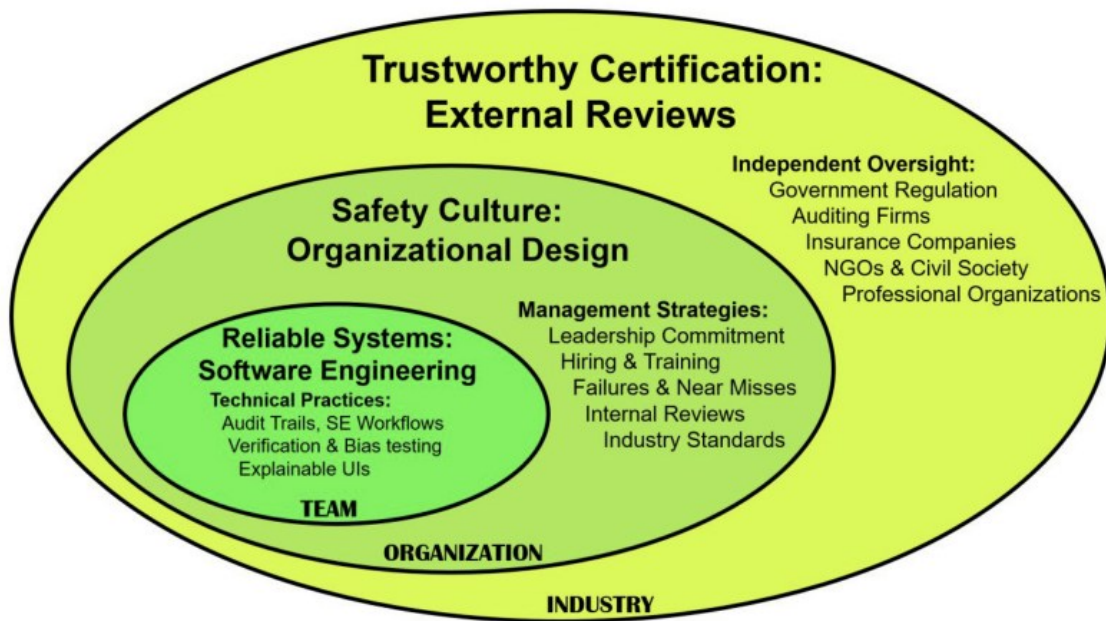 Trustworthy Certification:
External Reviews
Independent Oversight:
Government Regulation
Auditing Firms
Insurance Companies
NGOs & Civil Society
Professional Organizations
Safety Culture:
Organizational Design
Management Strategies:
Leadership Commitment
Hiring & Training
Failures & Near Misses
Internal Reviews
Industry Standards
Reliable Systems:
Software Engineering
Technical Practices:
Audit Trails, SE Workflows
Verification & Bias testing
Explainable UIs
TEAM
ORGANIZATION
INDUSTRY